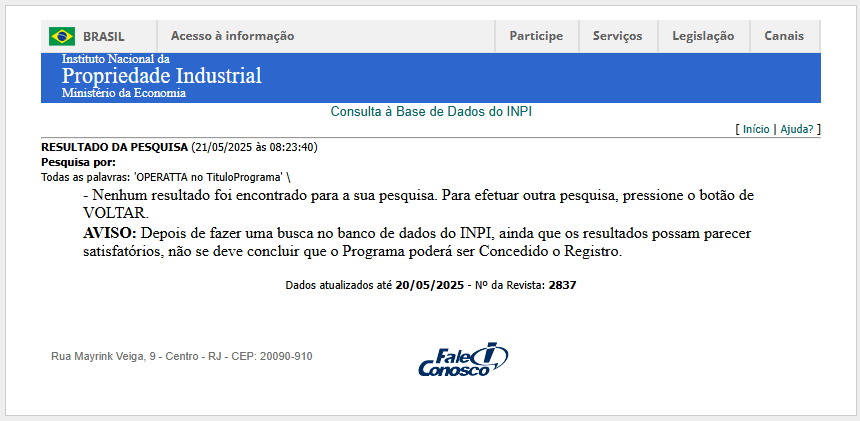 BRASIL
Acesso à informação
Participe
Serviços
Legislação
Canais
Instituto Nacional da
Propriedade Industrial
Ministério da Economia
Consulta à Base de Dados do INPI
[ Início | Ajuda? ]
RESULTADO DA PESQUISA (21/05/2025 às 08:23:40)
Pesquisa por:
Todas as palavras: 'OPERATTA no TituloPrograma' \
- Nenhum resultado foi encontrado para a sua pesquisa. Para efetuar outra pesquisa, pressione o botão de
VOLTAR.
AVISO: Depois de fazer uma busca no banco de dados do INPI, ainda que os resultados possam parecer
satisfatórios, não se deve concluir que o Programa poderá ser Concedido o Registro.
Dados atualizados até 20/05/2025 - Nº da Revista: 2837
Rua Mayrink Veiga, 9 - Centro - RJ - CEP: 20090-910
Fale
Conosco